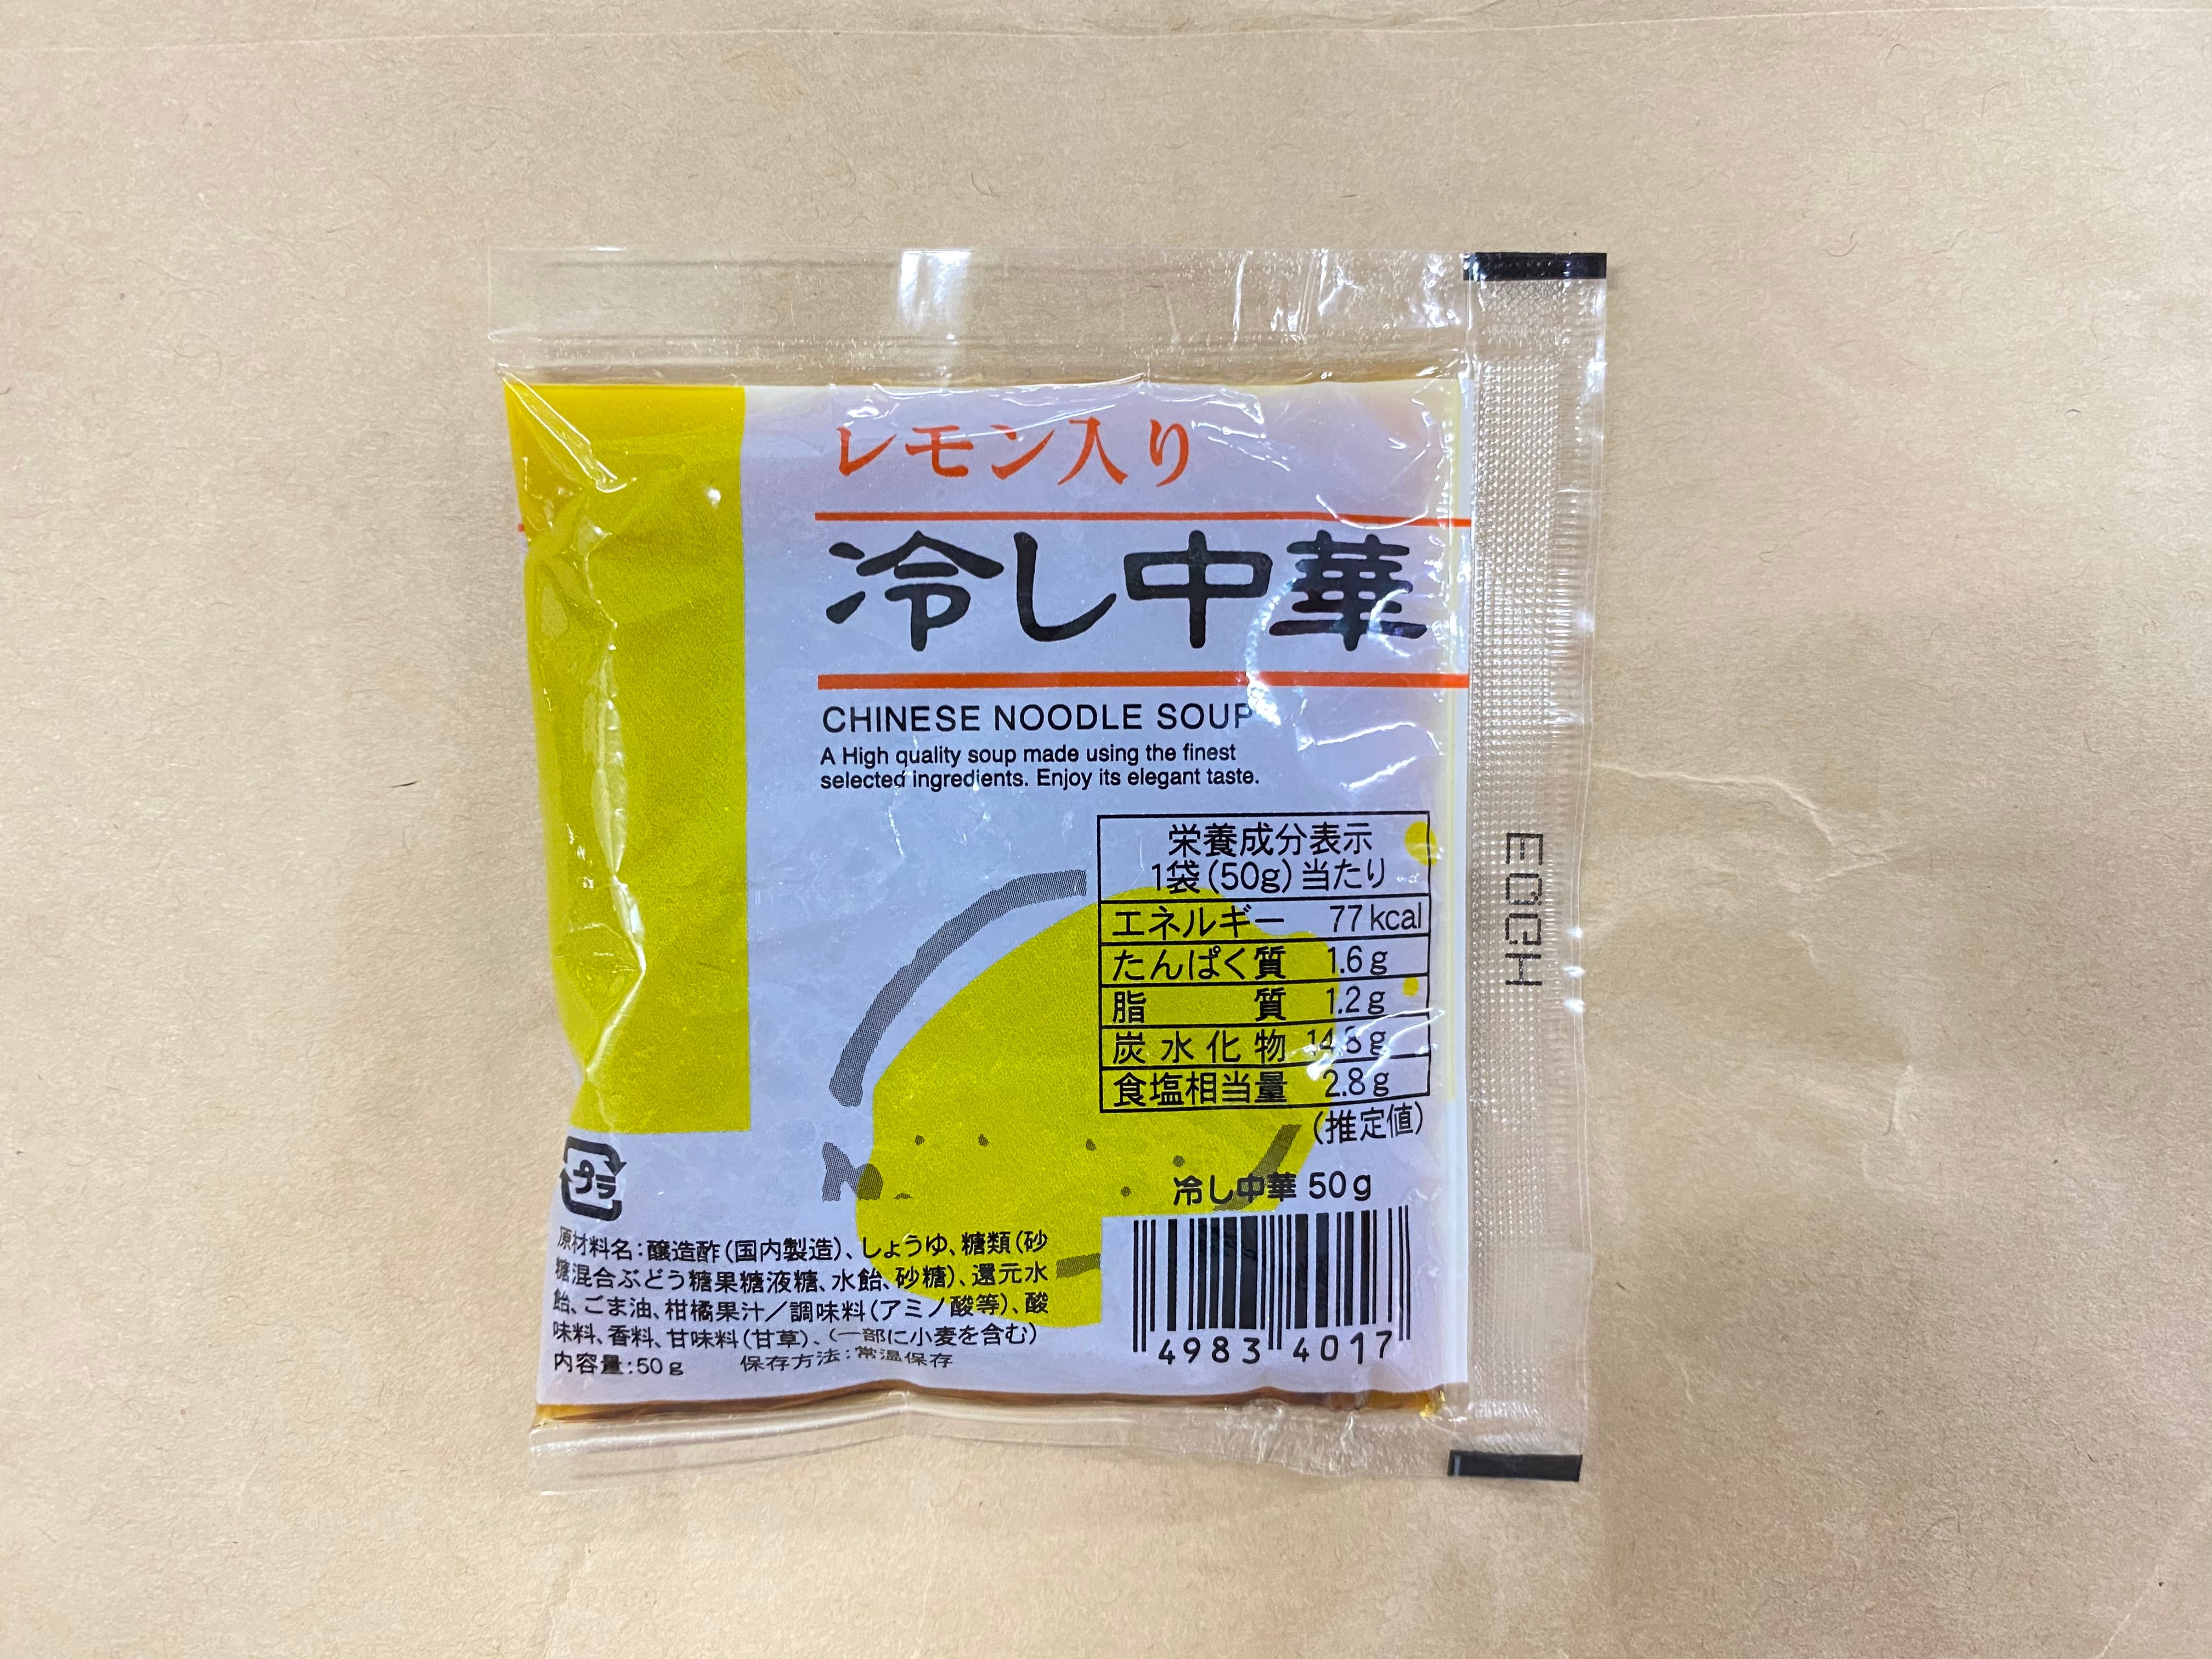 レモン入り
冷し中華
CHINESE NOODLE SOUP
A High quality soup made using the finest
selected ingredients. Enjoy its elegant taste.
栄養成分表示
1袋(50g)当たり
エネルギー 77kcal
たんぱく質 1.6g
脂質 1.2g
炭水化物 14.8g
食塩相当量 2.8g
(推定値)
冷し中華 50g
4983 4017
プラ
原材料名:醸造酢(国内製造)、しょうゆ、糖類(砂
糖混合ぶどう糖果糖液糖、水飴、砂糖)、還元水
飴、ごま油、柑橘果汁/調味料(アミノ酸等)、酸
味料、香料、甘味料(甘草)、(一部に小麦を含む)
内容量:50g 保存方法:常温保存